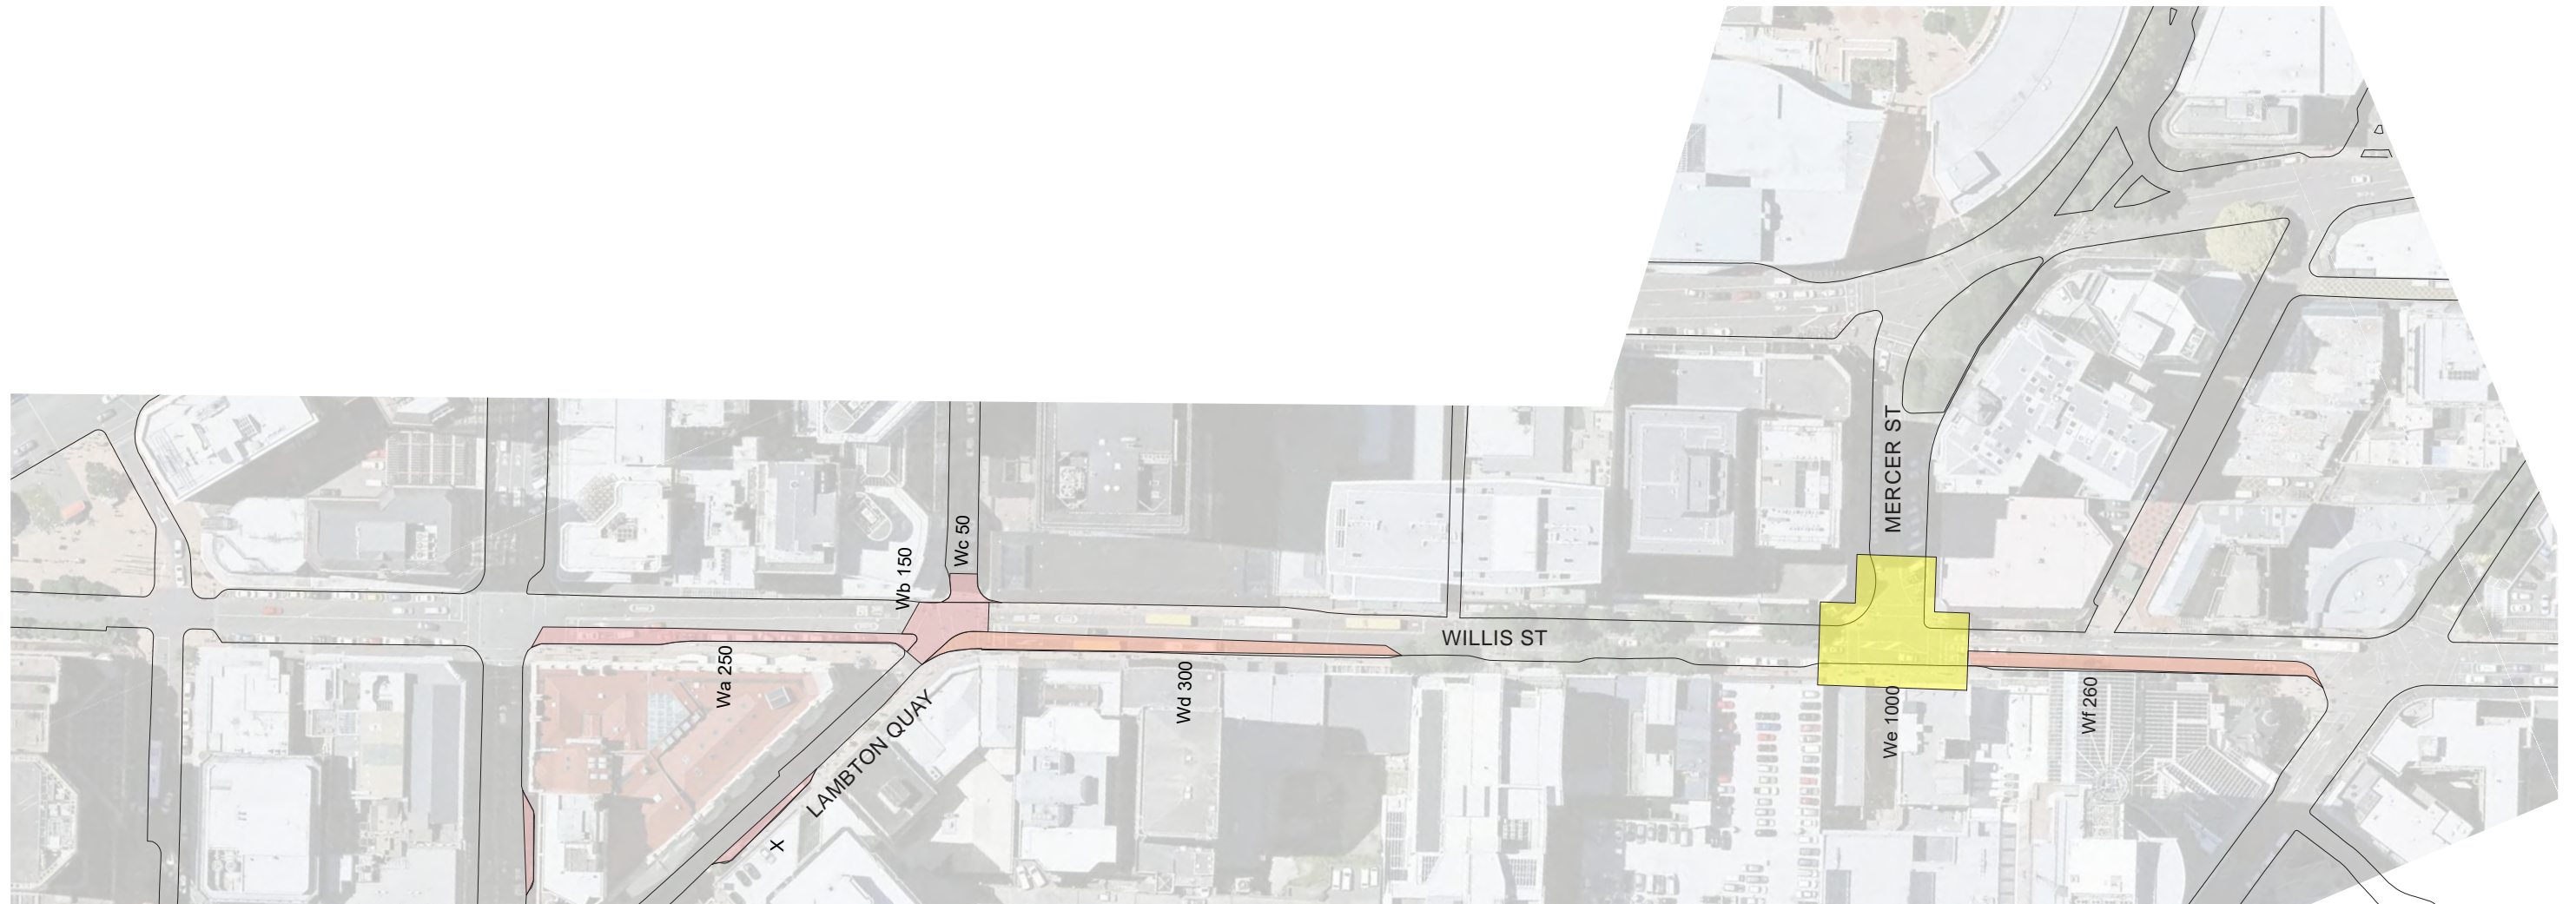 MERCER ST
Wc 50
Wb 150
WILLIS ST
Wa 250
Wd 300
We 1000
Wf 260
LAMBTON QUAY
X